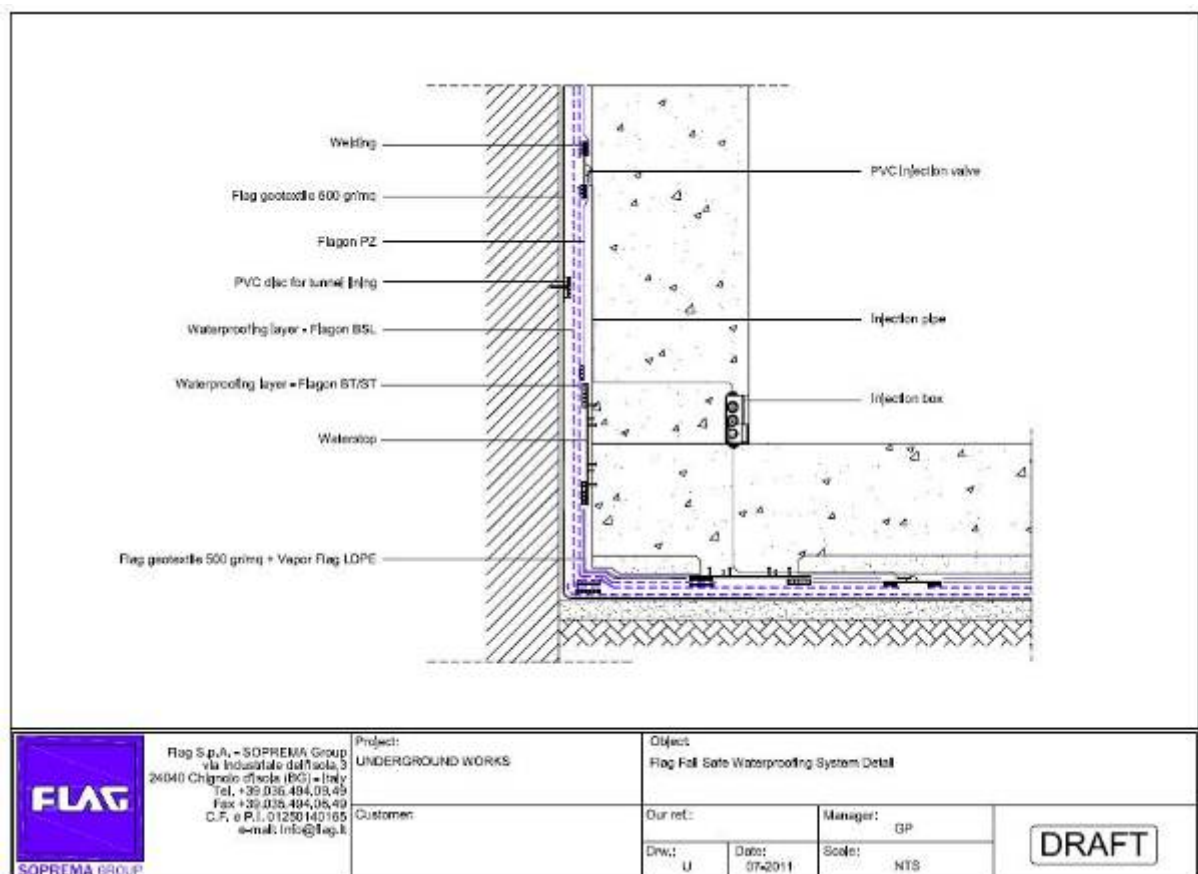 Welding
Flag geotextile 600 gr/mq
Flagon PZ
PVC disc for tunnel lining
Waterproofing layer - Flagon BSL
Waterproofing layer - Flagon ST/ST
Waterstop
Flag geotextile 500 gr/mq + Vapor Flag LDPE
PVC injection valve
Injection pipe
Injection box
FLAG
SOPREMA GROUP
Flag S.p.A. - SOPREMA Group
via Industriale dell'Isola,3
24040 Chignolo d'Isola (BG) - Italy
Tel. +39.035.494.09.49
Fax +39.035.494.06.49
C.F. e P.I. 01250140165
e-mail: info@flag.it
Project:
UNDERGROUND WORKS
Customer:
Object:
Flag Fall Safe Waterproofing System Detail
Our ref.:
Manager:
GP
Drw.:
U
Date:
07-2011
Scale:
NTS
DRAFT